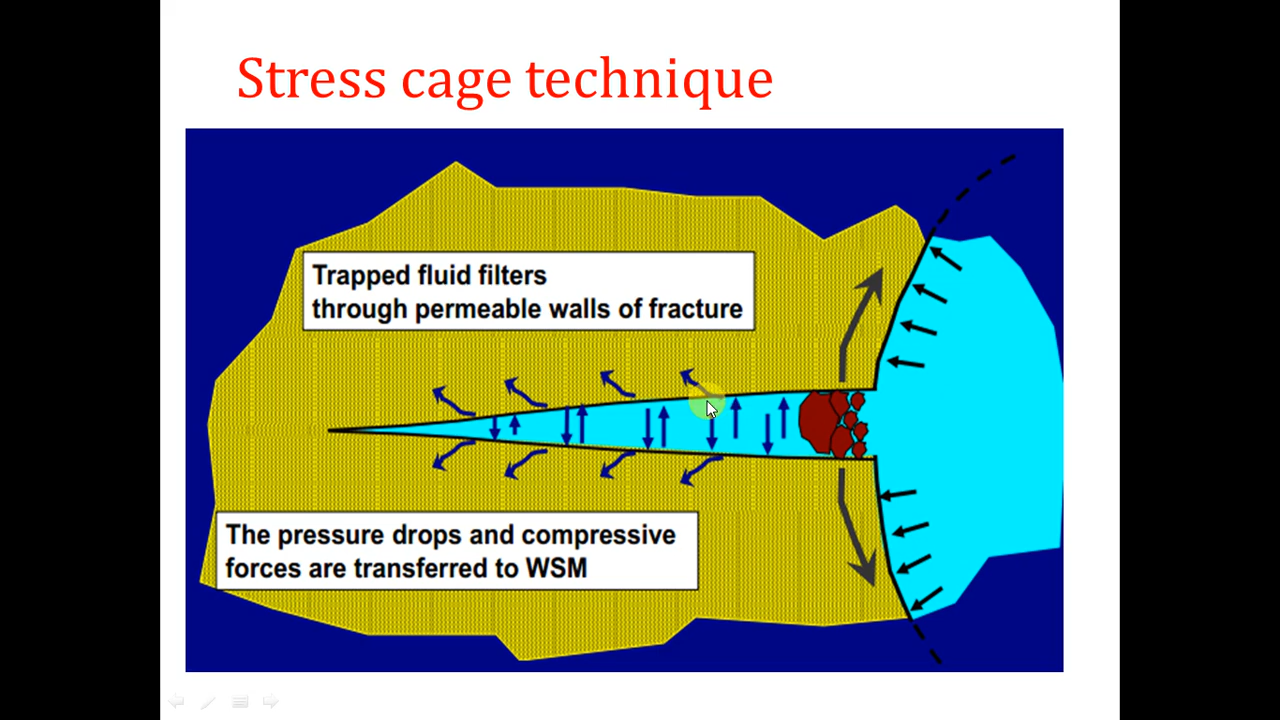 Stress cage technique
Trapped fluid filters
through permeable walls of fracture
The pressure drops and compressive
forces are transferred to WSM